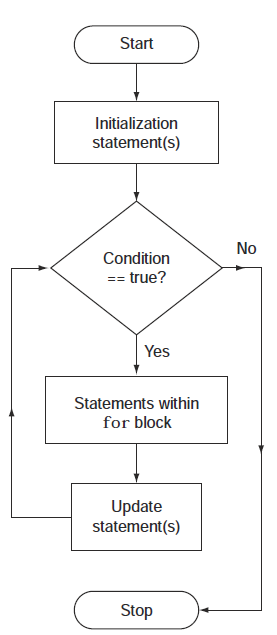 Start
Initialization
statement(s)
Condition
== true?
No
Yes
Statements within
for block
Update
statement(s)
Stop